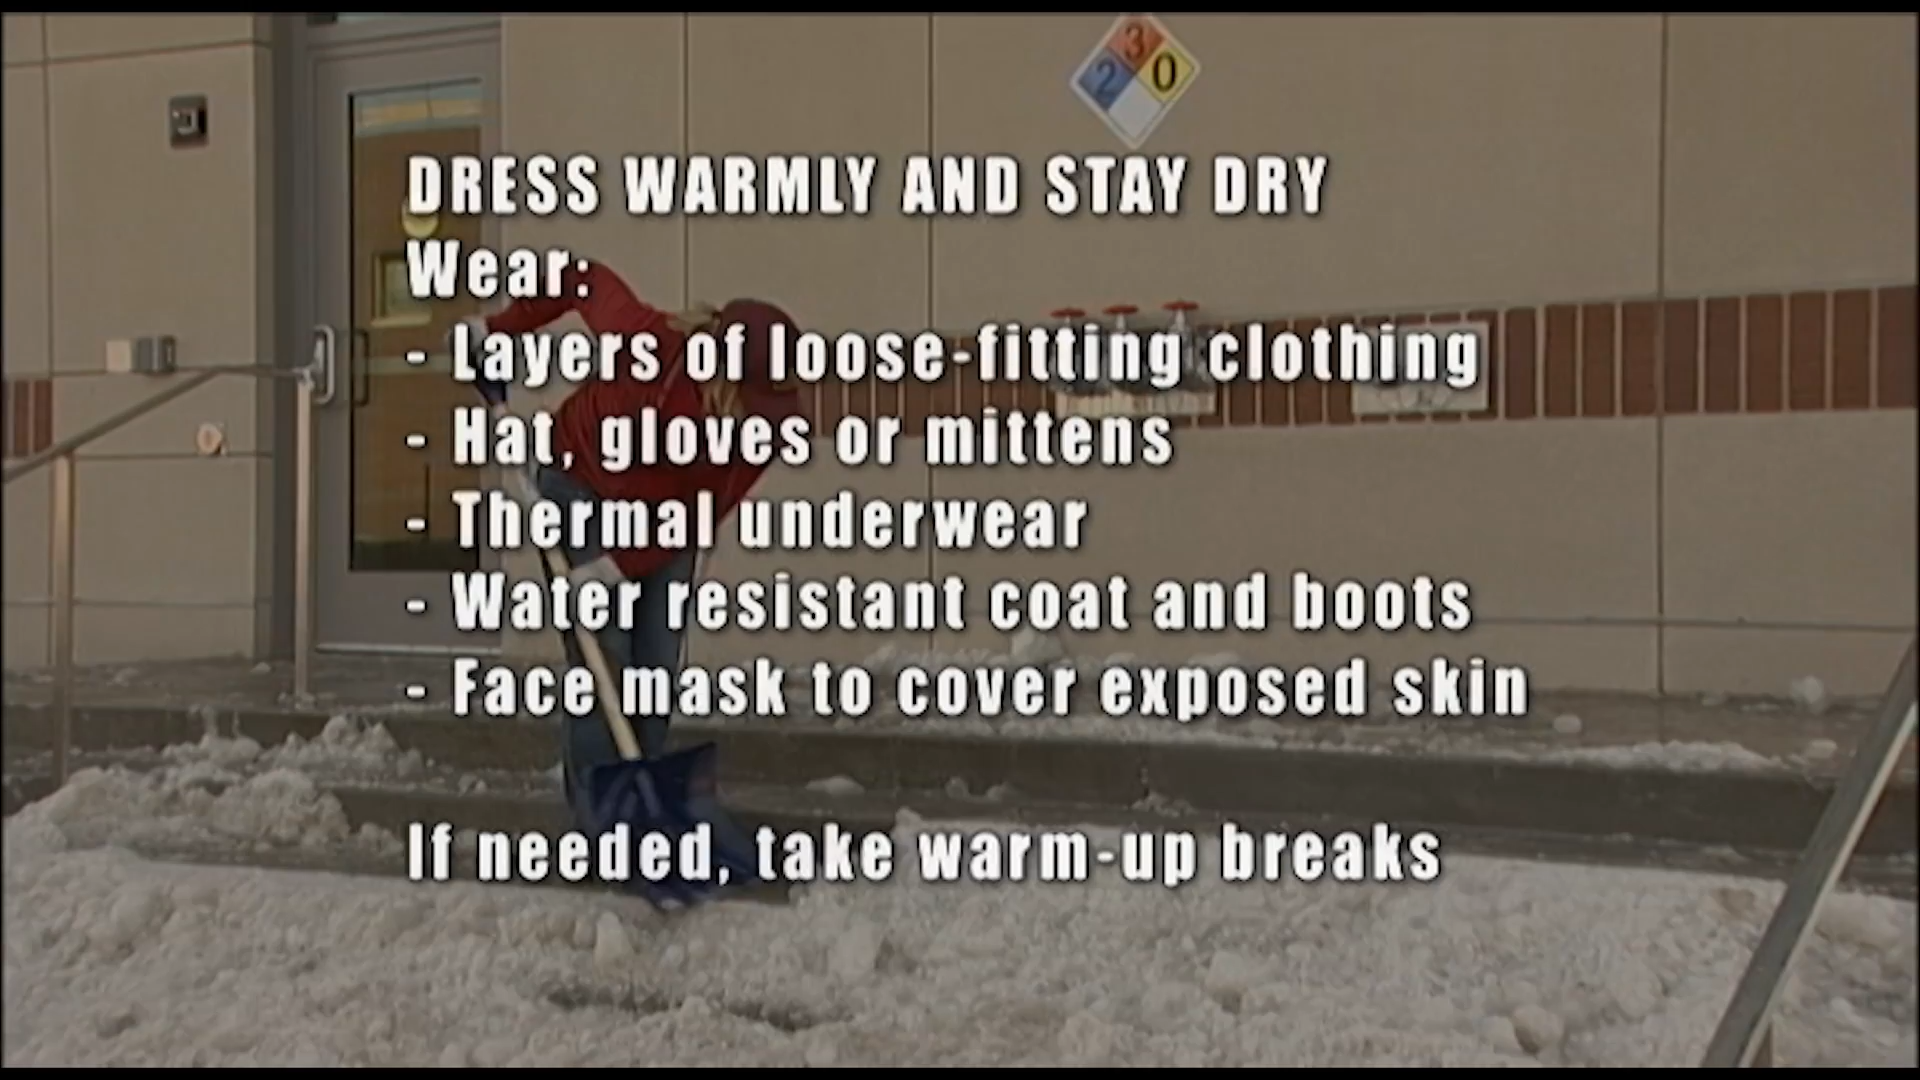 3
2 0
DRESS WARMLY AND STAY DRY
Wear:
- Layers of loose-fitting clothing
- Hat, gloves or mittens
- Thermal underwear
- Water resistant coat and boots
- Face mask to cover exposed skin
If needed, take warm-up breaks